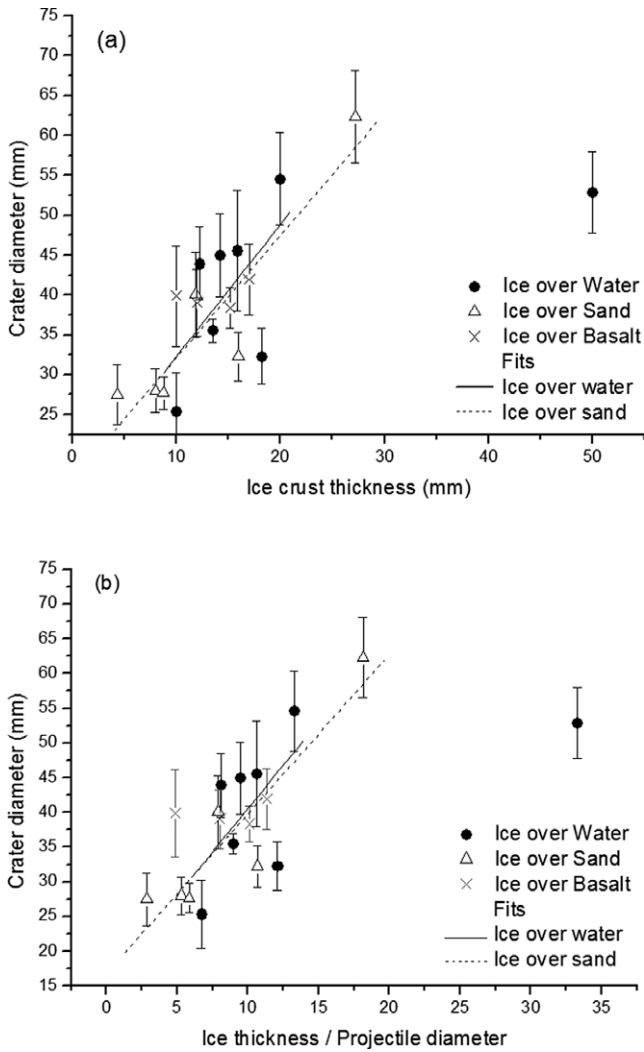 (a)
75
70
65
60
55
50
45
40
35
30
25
Crater diameter (mm)
Ice over Water
Ice over Sand
Ice over Basalt
Fits
Ice over water
Ice over sand
0 10 20 30 40 50
Ice crust thickness (mm)
(b)
75
70
65
60
55
50
45
40
35
30
25
20
15
Crater diameter (mm)
Ice over Water
Ice over Sand
Ice over Basalt
Fits
Ice over water
Ice over sand
0 5 10 15 20 25 30 35
Ice thickness / Projectile diameter